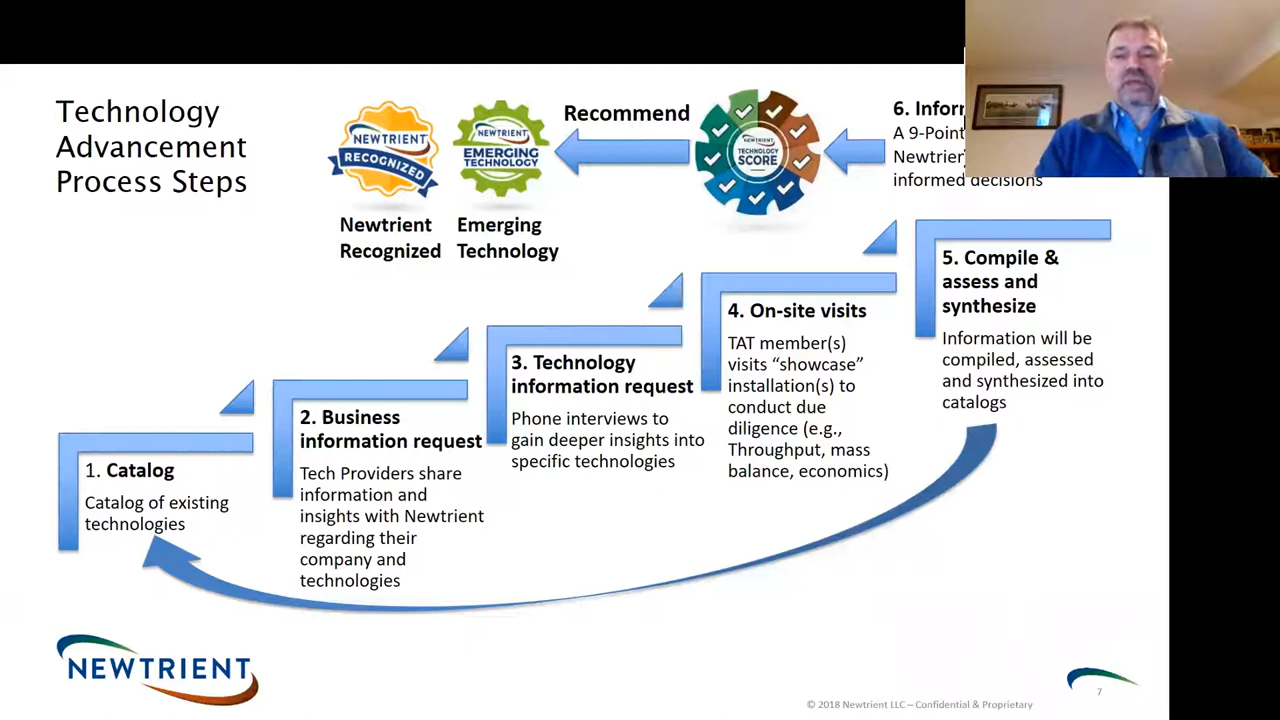 Technology
Advancement
Process Steps
NEWTRIENT
RECOGNIZED
NEWTRIENT
EMERGING
TECHNOLOGY
Recommend
NEWTRIENT
TECHNOLOGY
SCORE
6.
A 9-Point
informed decisions
Newtrient
Recognized
Emerging
Technology
5. Compile &
assess and
synthesize
Information will be
compiled, assessed
and synthesized into
catalogs
4. On-site visits
TAT member(s)
visits “showcase”
installation(s) to
conduct due
diligence (e.g.,
Throughput, mass
balance, economics)
3. Technology
information request
Phone interviews to
gain deeper insights into
specific technologies
2. Business
information request
Tech Providers share
information and
insights with Newtrient
regarding their
company and
technologies
1. Catalog
Catalog of existing
technologies
NEWTRIENT
7
© 2018 Newtrient LLC – Confidential & Proprietary